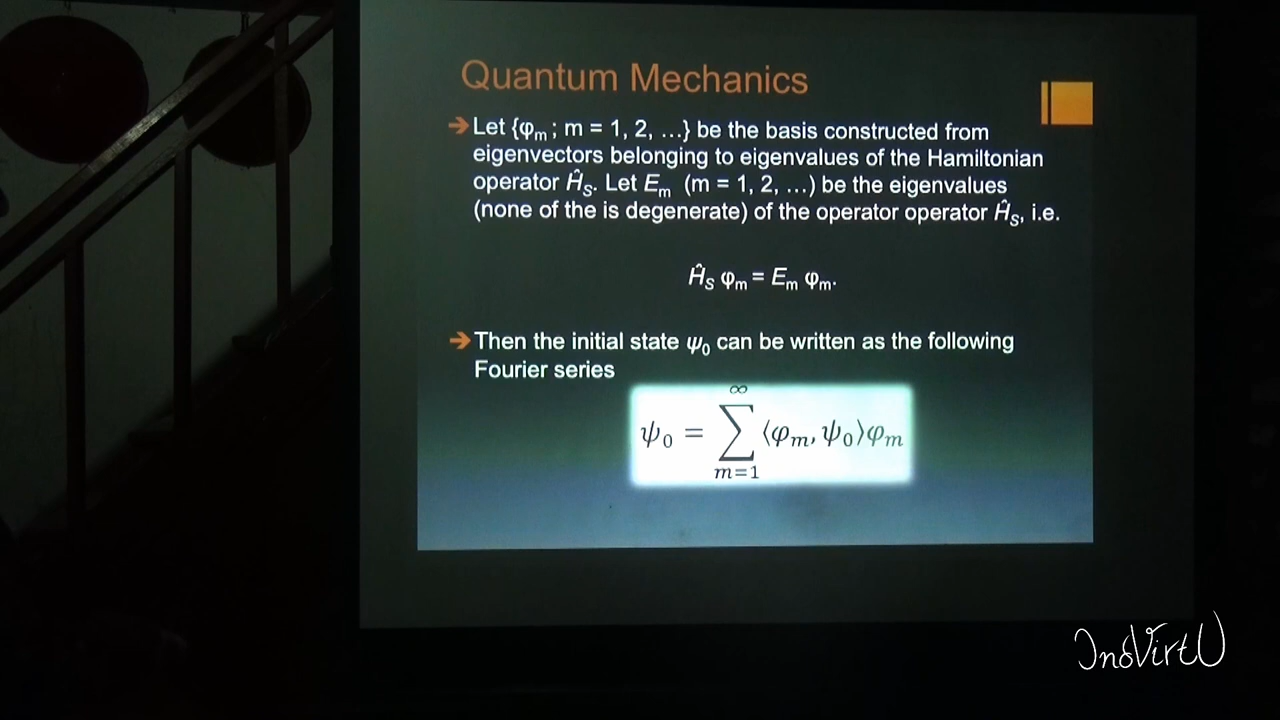 Quantum Mechanics
➔ Let {φₘ ; m = 1, 2, …} be the basis constructed from
eigenvectors belonging to eigenvalues of the Hamiltonian
operator Ĥ_S. Let Eₘ (m = 1, 2, …) be the eigenvalues
(none of the is degenerate) of the operator operator Ĥ_S, i.e.
Ĥ_S φₘ = Eₘ φₘ.
➔ Then the initial state ψ₀ can be written as the following
Fourier series
ψ₀ = ∑_{m=1}^{∞} ⟨φₘ, ψ₀⟩φₘ
InoVirtU